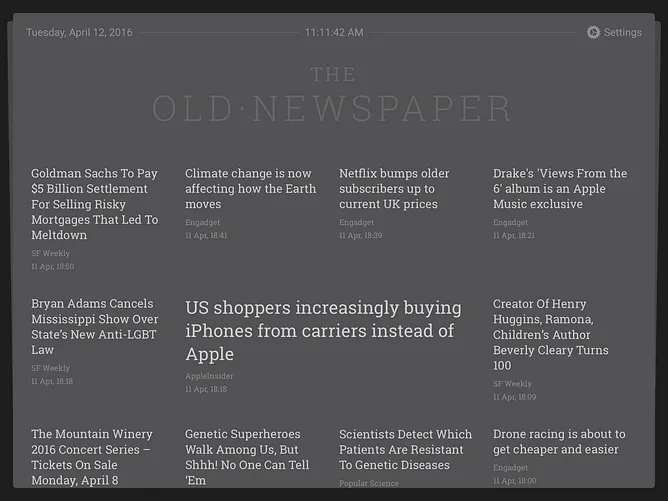 Tuesday, April 12, 2016
11:11:42 AM
Settings
THE
OLD·NEWSPAPER
Goldman Sachs To Pay
$5 Billion Settlement
For Selling Risky
Mortgages That Led To
Meltdown
SF Weekly
11 Apr, 18:50
Climate change is now
affecting how the Earth
moves
Engadget
11 Apr, 18:41
Netflix bumps older
subscribers up to
current UK prices
Engadget
11 Apr, 18:39
Drake's 'Views From the
6' album is an Apple
Music exclusive
Engadget
11 Apr, 18:21
Bryan Adams Cancels
Mississippi Show Over
State's New Anti-LGBT
Law
SF Weekly
11 Apr, 18:18
US shoppers increasingly buying
iPhones from carriers instead of
Apple
AppleInsider
11 Apr, 18:18
Creator Of Henry
Huggins, Ramona,
Children's Author
Beverly Cleary Turns
100
SF Weekly
11 Apr, 18:09
The Mountain Winery
2016 Concert Series –
Tickets On Sale
Monday, April 8
Genetic Superheroes
Walk Among Us, But
Shhh! No One Can Tell
'Em
Scientists Detect Which
Patients Are Resistant
To Genetic Diseases
Popular Science
Drone racing is about to
get cheaper and easier
Engadget
11 Apr, 18:00